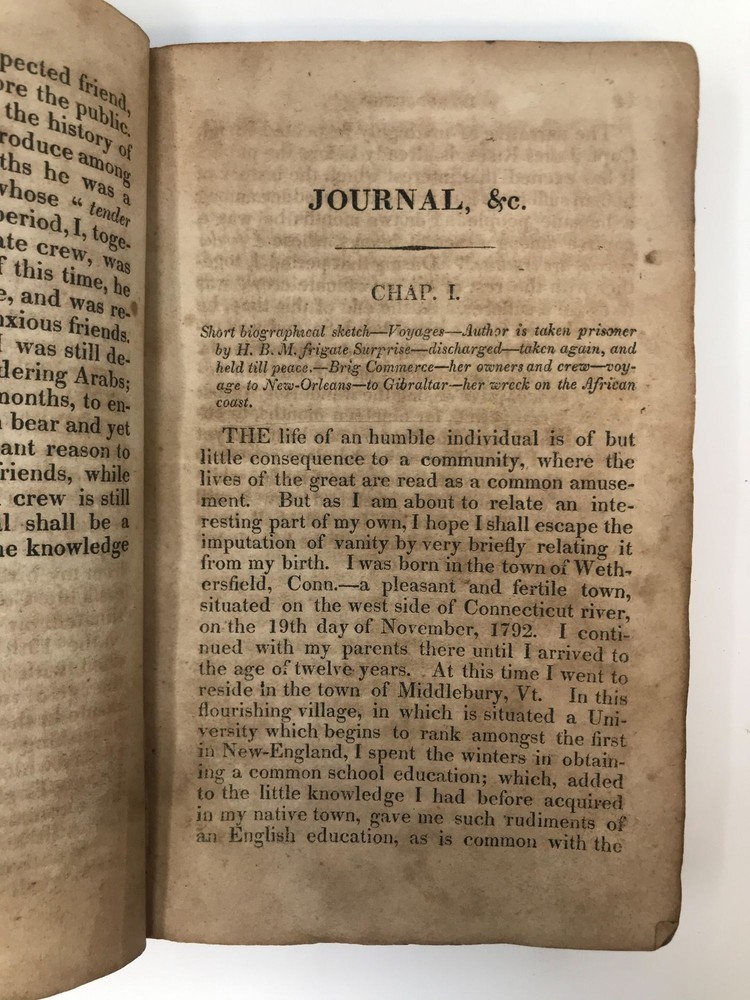 pected friend,
ore the public.
the history of
roduce among
ths he was a
whose "tender
period, I, toge-
ate crew, was
f this time, he
e, and was re-
nxious friends.
I was still de-
dering Arabs;
months, to en-
bear and yet
ant reason to
riends, while
crew is still
al shall be a
he knowledge
JOURNAL, &c.
CHAP. I.
Short biographical sketch—Voyages—Author is taken prisoner
by H. B. M. frigate Surprise—discharged—taken again, and
held till peace.—Brig Commerce—her owners and crew—voy-
age to New-Orleans—to Gibraltar—her wreck on the African
coast.
THE life of an humble individual is of but
little consequence to a community, where the
lives of the great are read as a common amuse-
ment. But as I am about to relate an inte-
resting part of my own, I hope I shall escape the
imputation of vanity by very briefly relating it
from my birth. I was born in the town of Weth-
ersfield, Conn.—a pleasant and fertile town,
situated on the west side of Connecticut river,
on the 19th day of November, 1792. I conti-
nued with my parents there until I arrived to
the age of twelve years. At this time I went to
reside in the town of Middlebury, Vt. In this
flourishing village, in which is situated a Uni-
versity which begins to rank amongst the first
in New-England, I spent the winters in obtain-
ing a common school education; which, added
to the little knowledge I had before acquired
in my native town, gave me such rudiments of
an English education, as is common with the